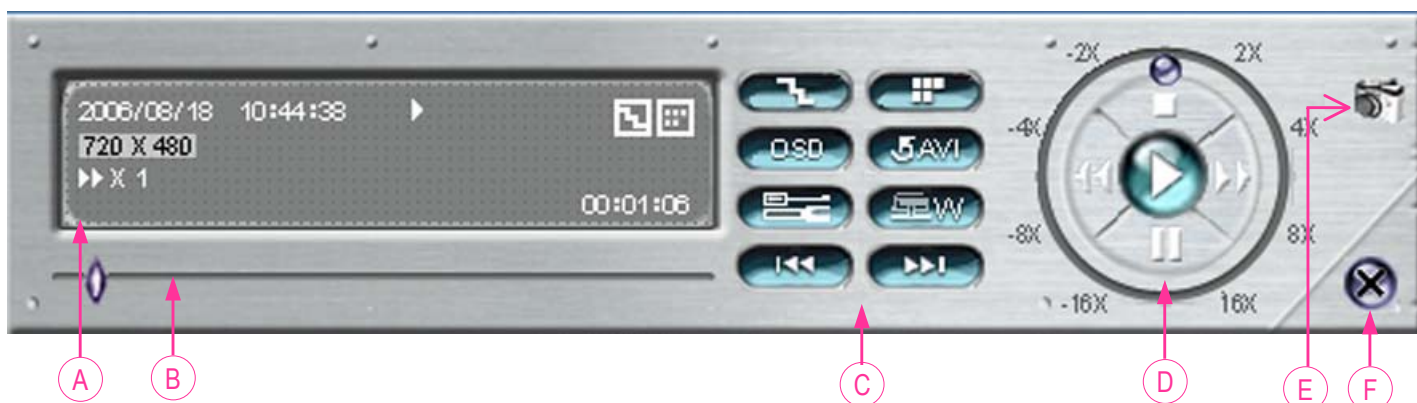 2006/08/18 10:44:38
720 X 480
X 1
00:01:06
OSD
AVI
W
-2X
2X
-4X
4X
-8X
8X
-16X
16X
A
B
C
D
E
F